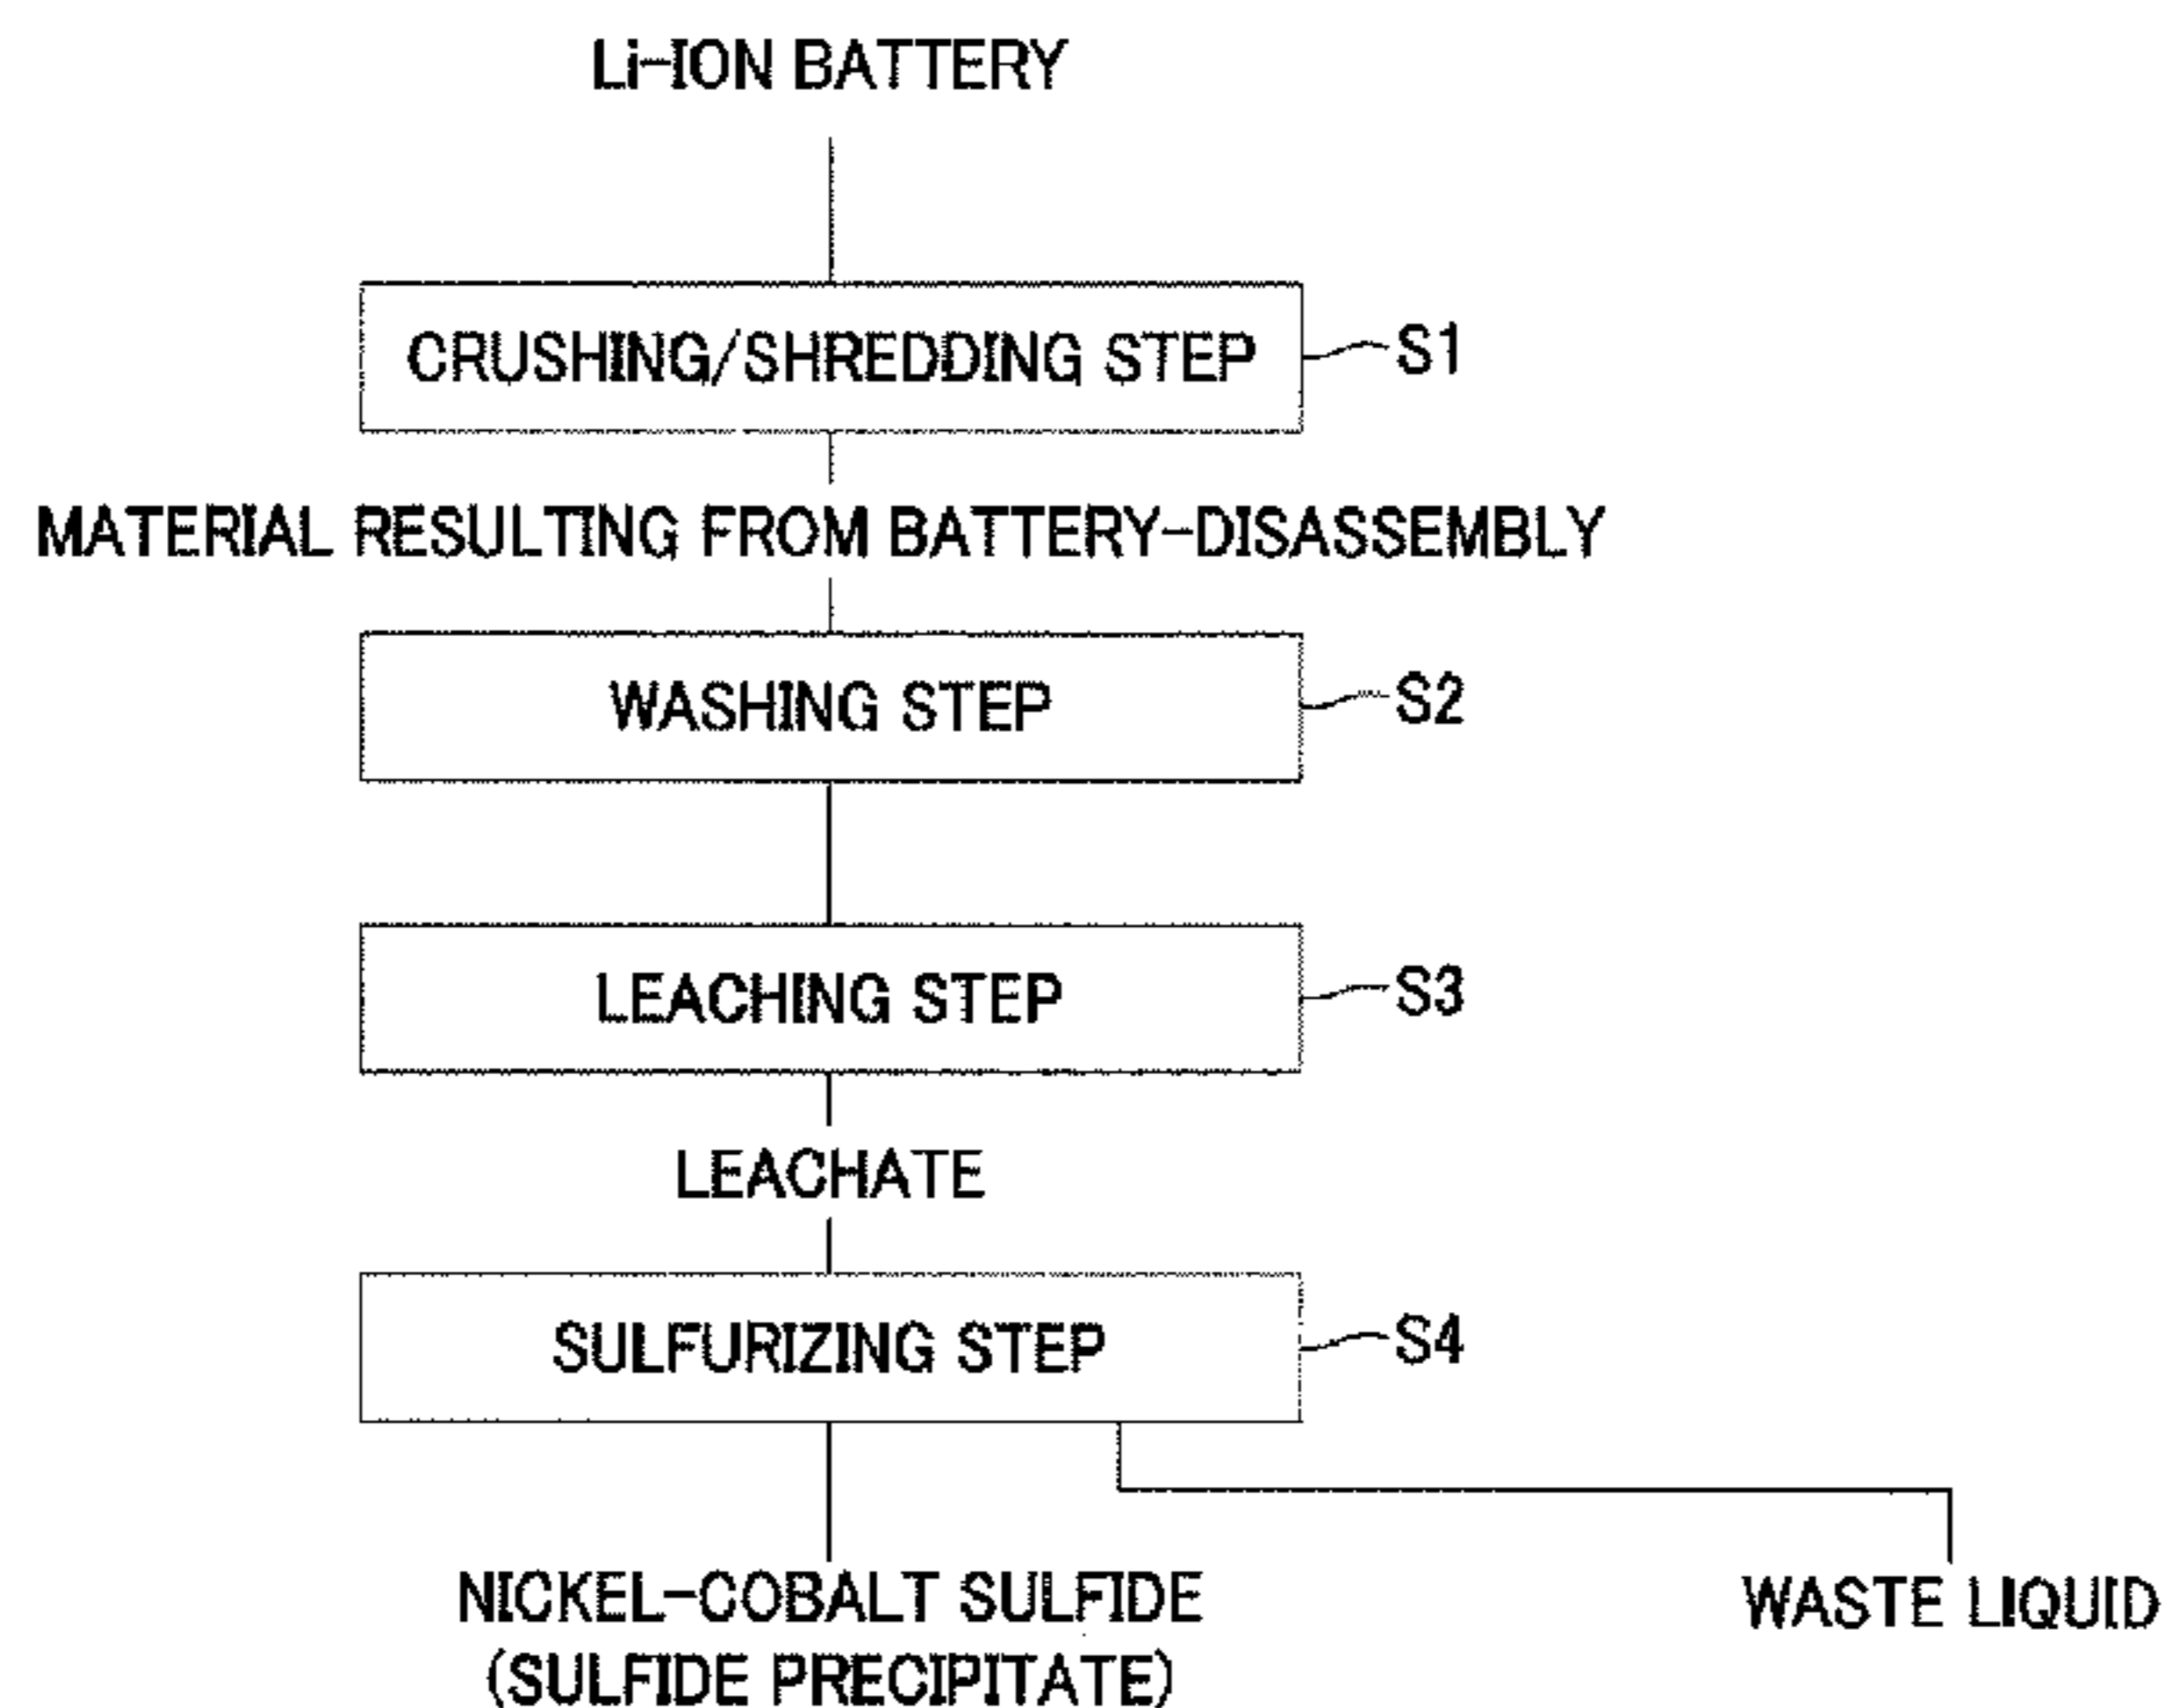 Li-ION BATTERY
CRUSHING/SHREDDING STEP
S1
MATERIAL RESULTING FROM BATTERY-DISASSEMBLY
WASHING STEP
S2
LEACHING STEP
S3
LEACHATE
SULFURIZING STEP
S4
NICKEL-COBALT SULFIDE
(SULFIDE PRECIPITATE)
WASTE LIQUID